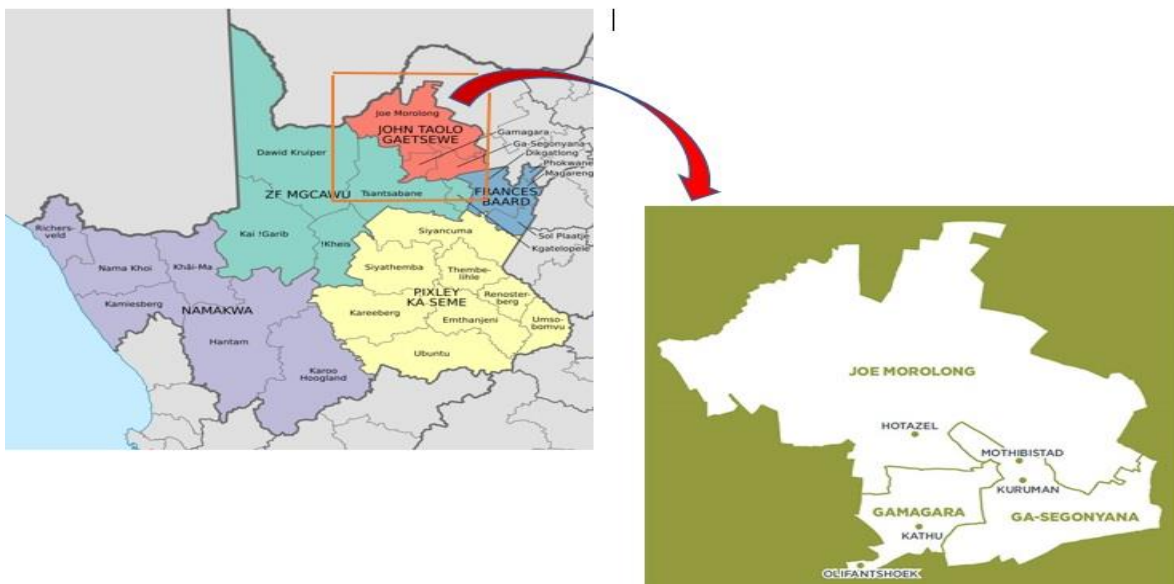 Joe Morolong
JOHN TAOLO
GAETSEWE
Gamagara
Ga-Segonyana
Dikgatlong
Phokwane
Magareng
Dawid Kruiper
ZF MGCAWU
Tsantsabane
FRANCES
BAARD
Kai !Garib
!Kheis
Siyancuma
Sol Plaatje
Kgatelopele
Richers-
veld
Nama Khoi
Khâi-Ma
Kamiesberg
NAMAKWA
Hantam
Karoo
Hoogland
Siyathemba
Thembe-
lihle
PIXLEY
KA SEME
Renoster-
berg
Kareeberg
Emthanjeni
Umso-
bomvu
Ubuntu
JOE MOROLONG
HOTAZEL
MOTHIBISTAD
KURUMAN
GAMAGARA
GA-SEGONYANA
KATHU
OLIFANTSHOEK